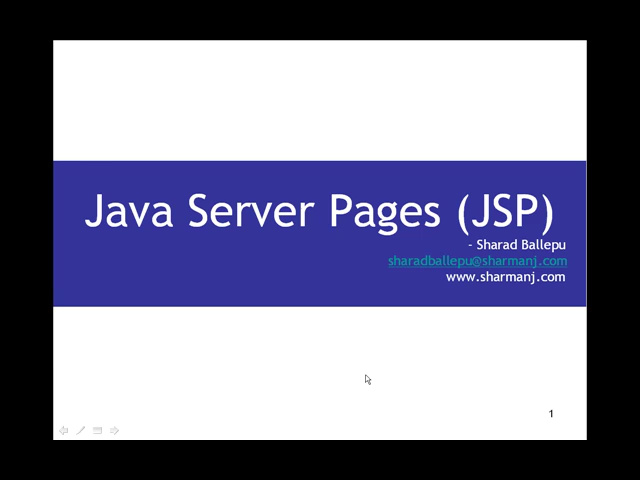 Java Server Pages (JSP)
- Sharad Ballepu
sharadballepu@sharmanj.com
www.sharmanj.com
1